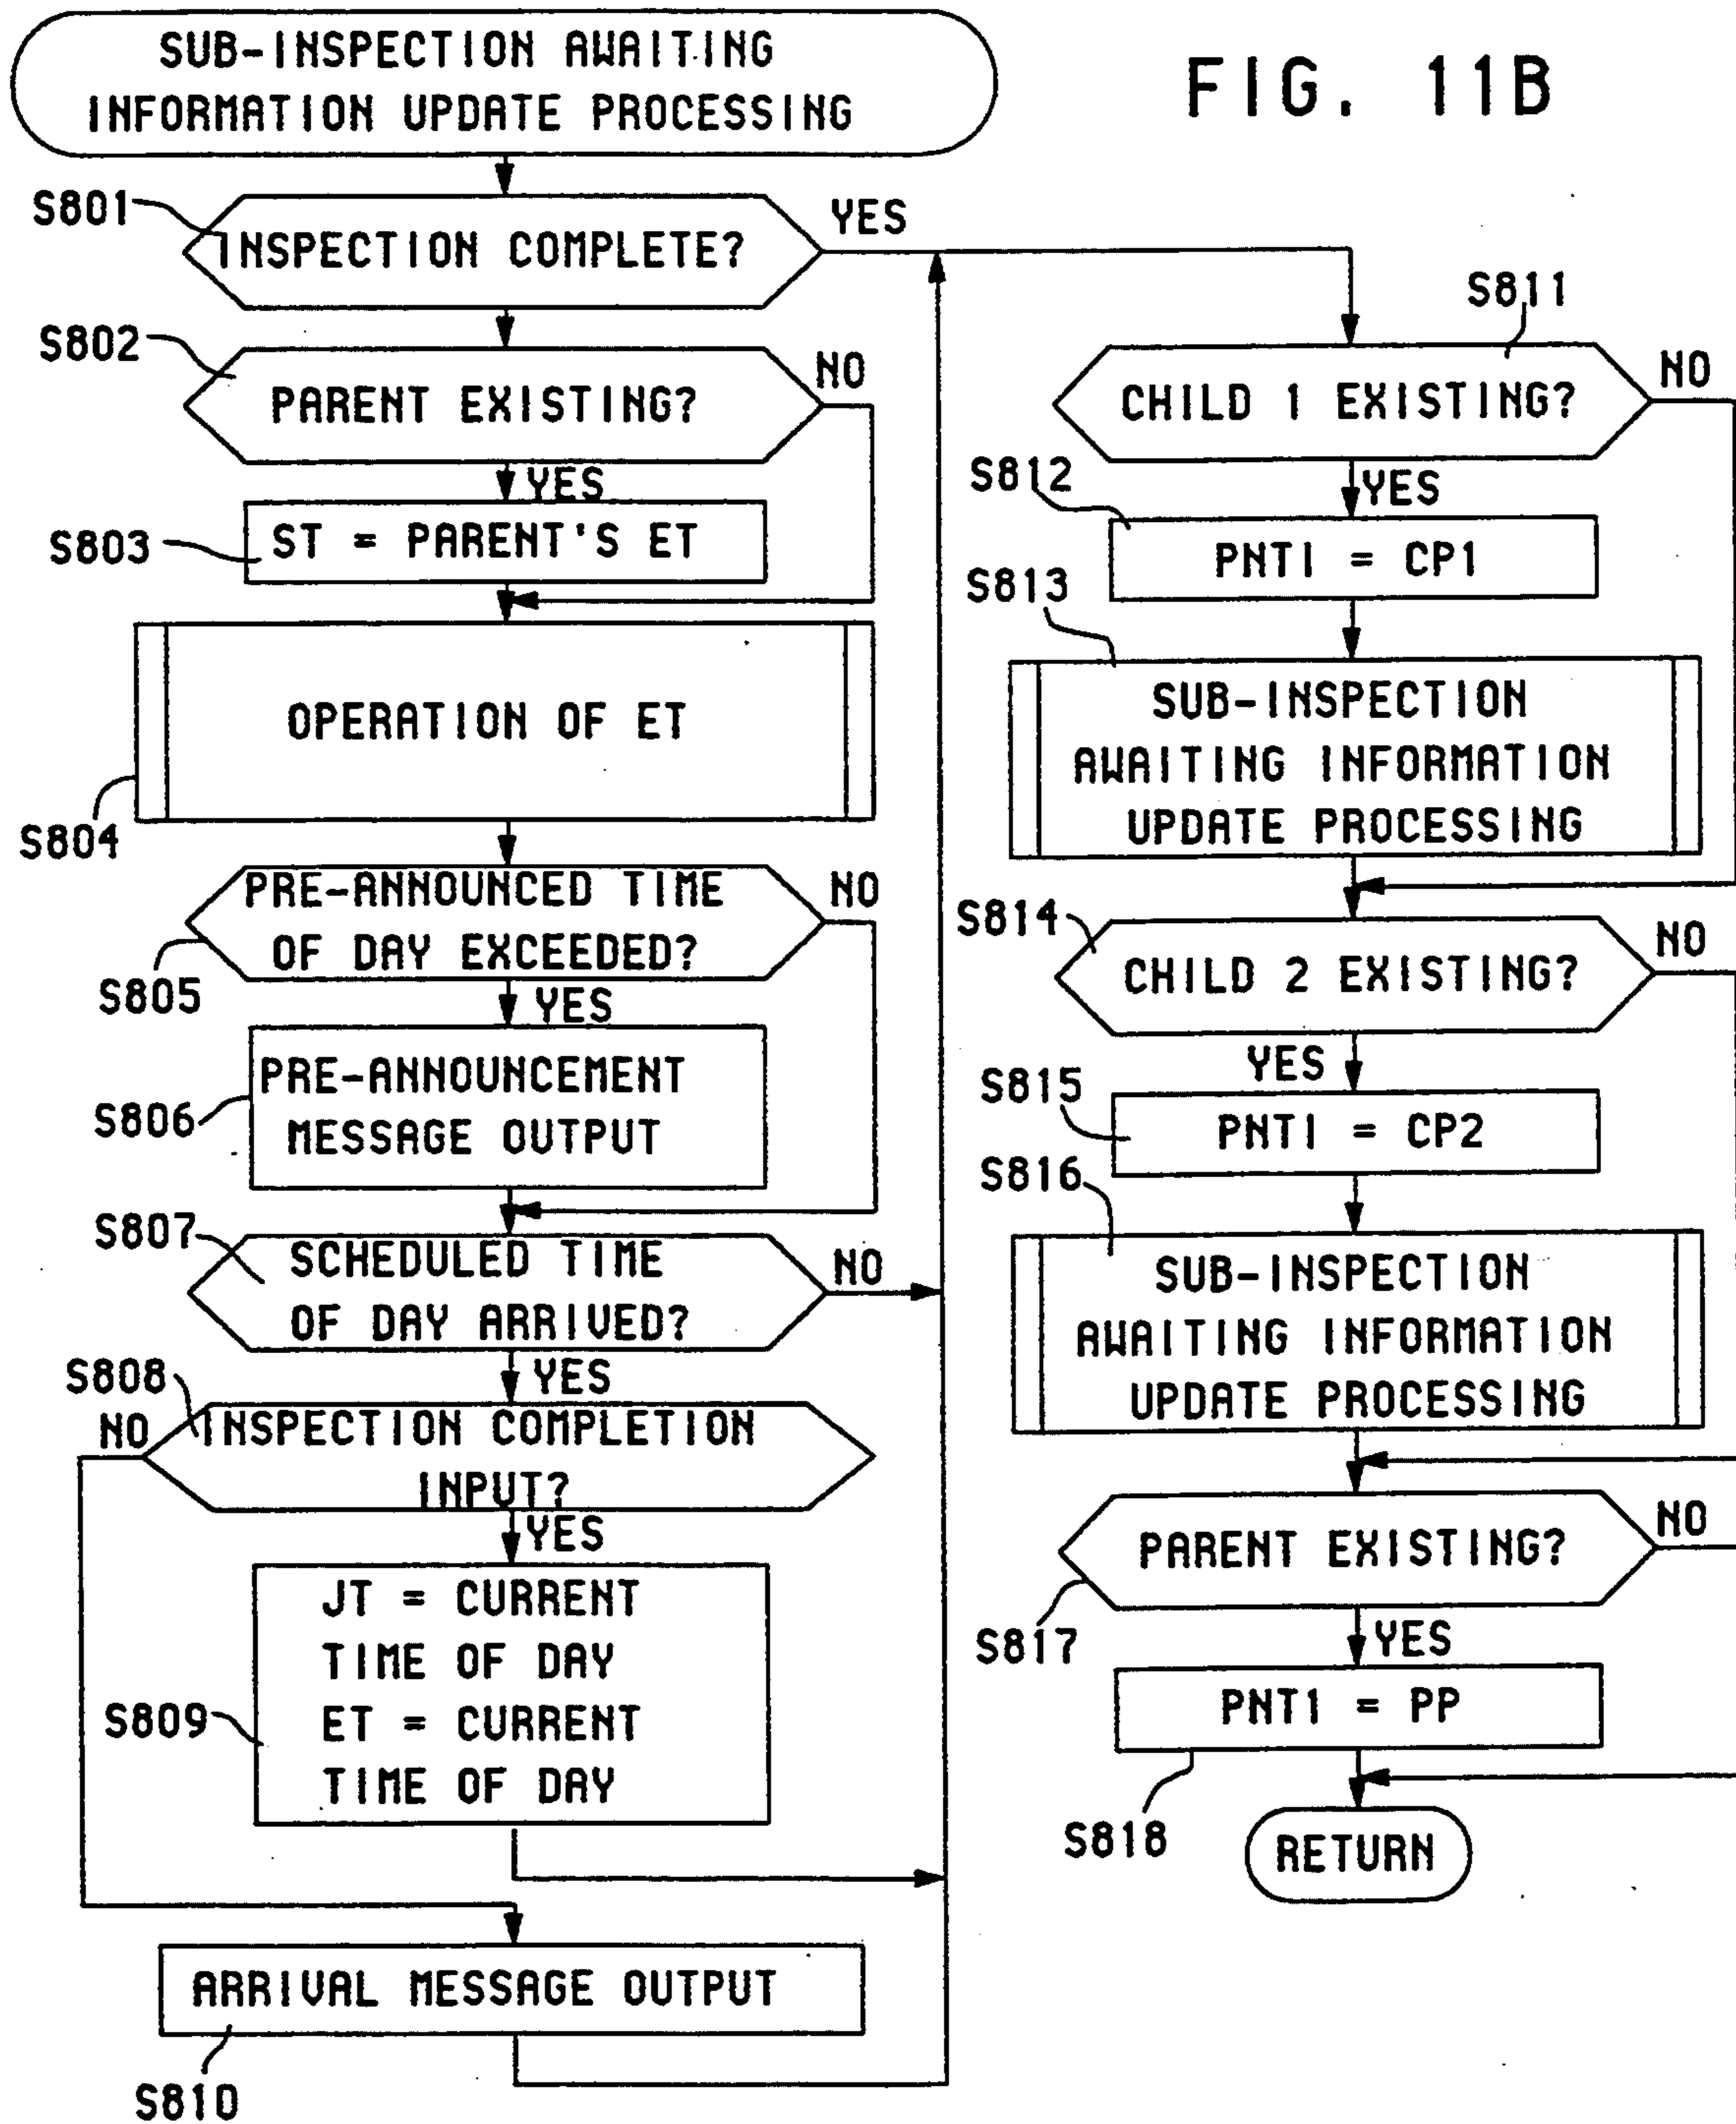 SUB-INSPECTION AWAITING
INFORMATION UPDATE PROCESSING
FIG. 11B
S801
INSPECTION COMPLETE?
YES
S802
PARENT EXISTING?
NO
YES
S803
ST = PARENT'S ET
OPERATION OF ET
S804
PRE-ANNOUNCED TIME
OF DAY EXCEEDED?
NO
S805
YES
PRE-ANNOUNCEMENT
MESSAGE OUTPUT
S806
S807
SCHEDULED TIME
OF DAY ARRIVED?
NO
YES
S808
NO
INSPECTION COMPLETION
INPUT?
YES
JT = CURRENT
TIME OF DAY
ET = CURRENT
TIME OF DAY
S809
ARRIVAL MESSAGE OUTPUT
S810
S811
CHILD 1 EXISTING?
NO
YES
S812
PNT1 = CP1
S813
SUB-INSPECTION
AWAITING INFORMATION
UPDATE PROCESSING
S814
CHILD 2 EXISTING?
NO
YES
S815
PNT1 = CP2
S816
SUB-INSPECTION
AWAITING INFORMATION
UPDATE PROCESSING
PARENT EXISTING?
NO
S817
YES
PNT1 = PP
S818
RETURN